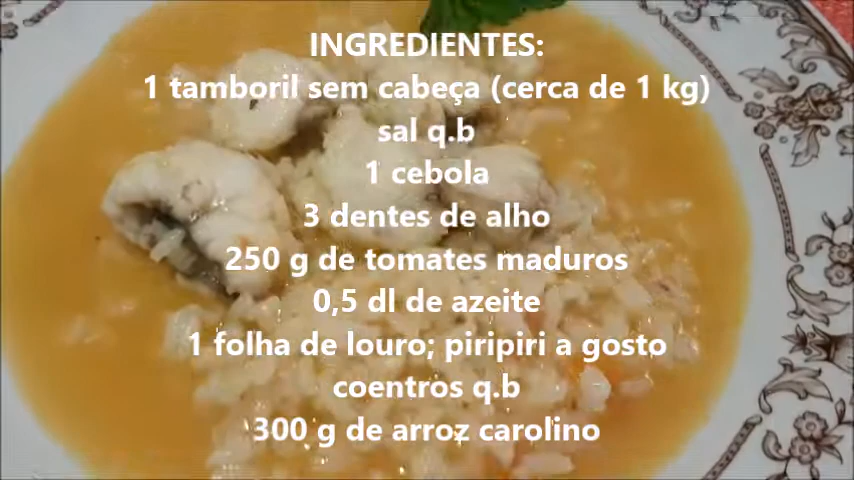 INGREDIENTES:
1 tamboril sem cabeça (cerca de 1 kg)
sal q.b
1 cebola
3 dentes de alho
250 g de tomates maduros
0,5 dl de azeite
1 folha de louro; piripiri a gosto
coentros q.b
300 g de arroz carolino